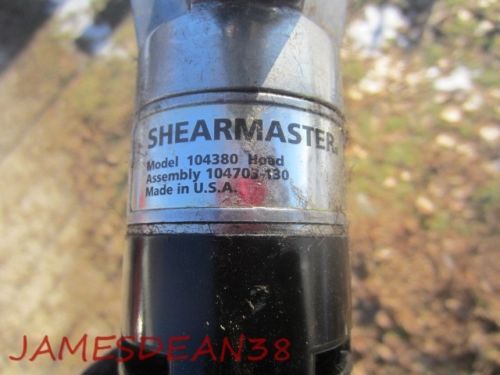 SHEARMASTER®
Model 104380 Head
Assembly 104703-130
Made in U.S.A.
JAMESDEAN38